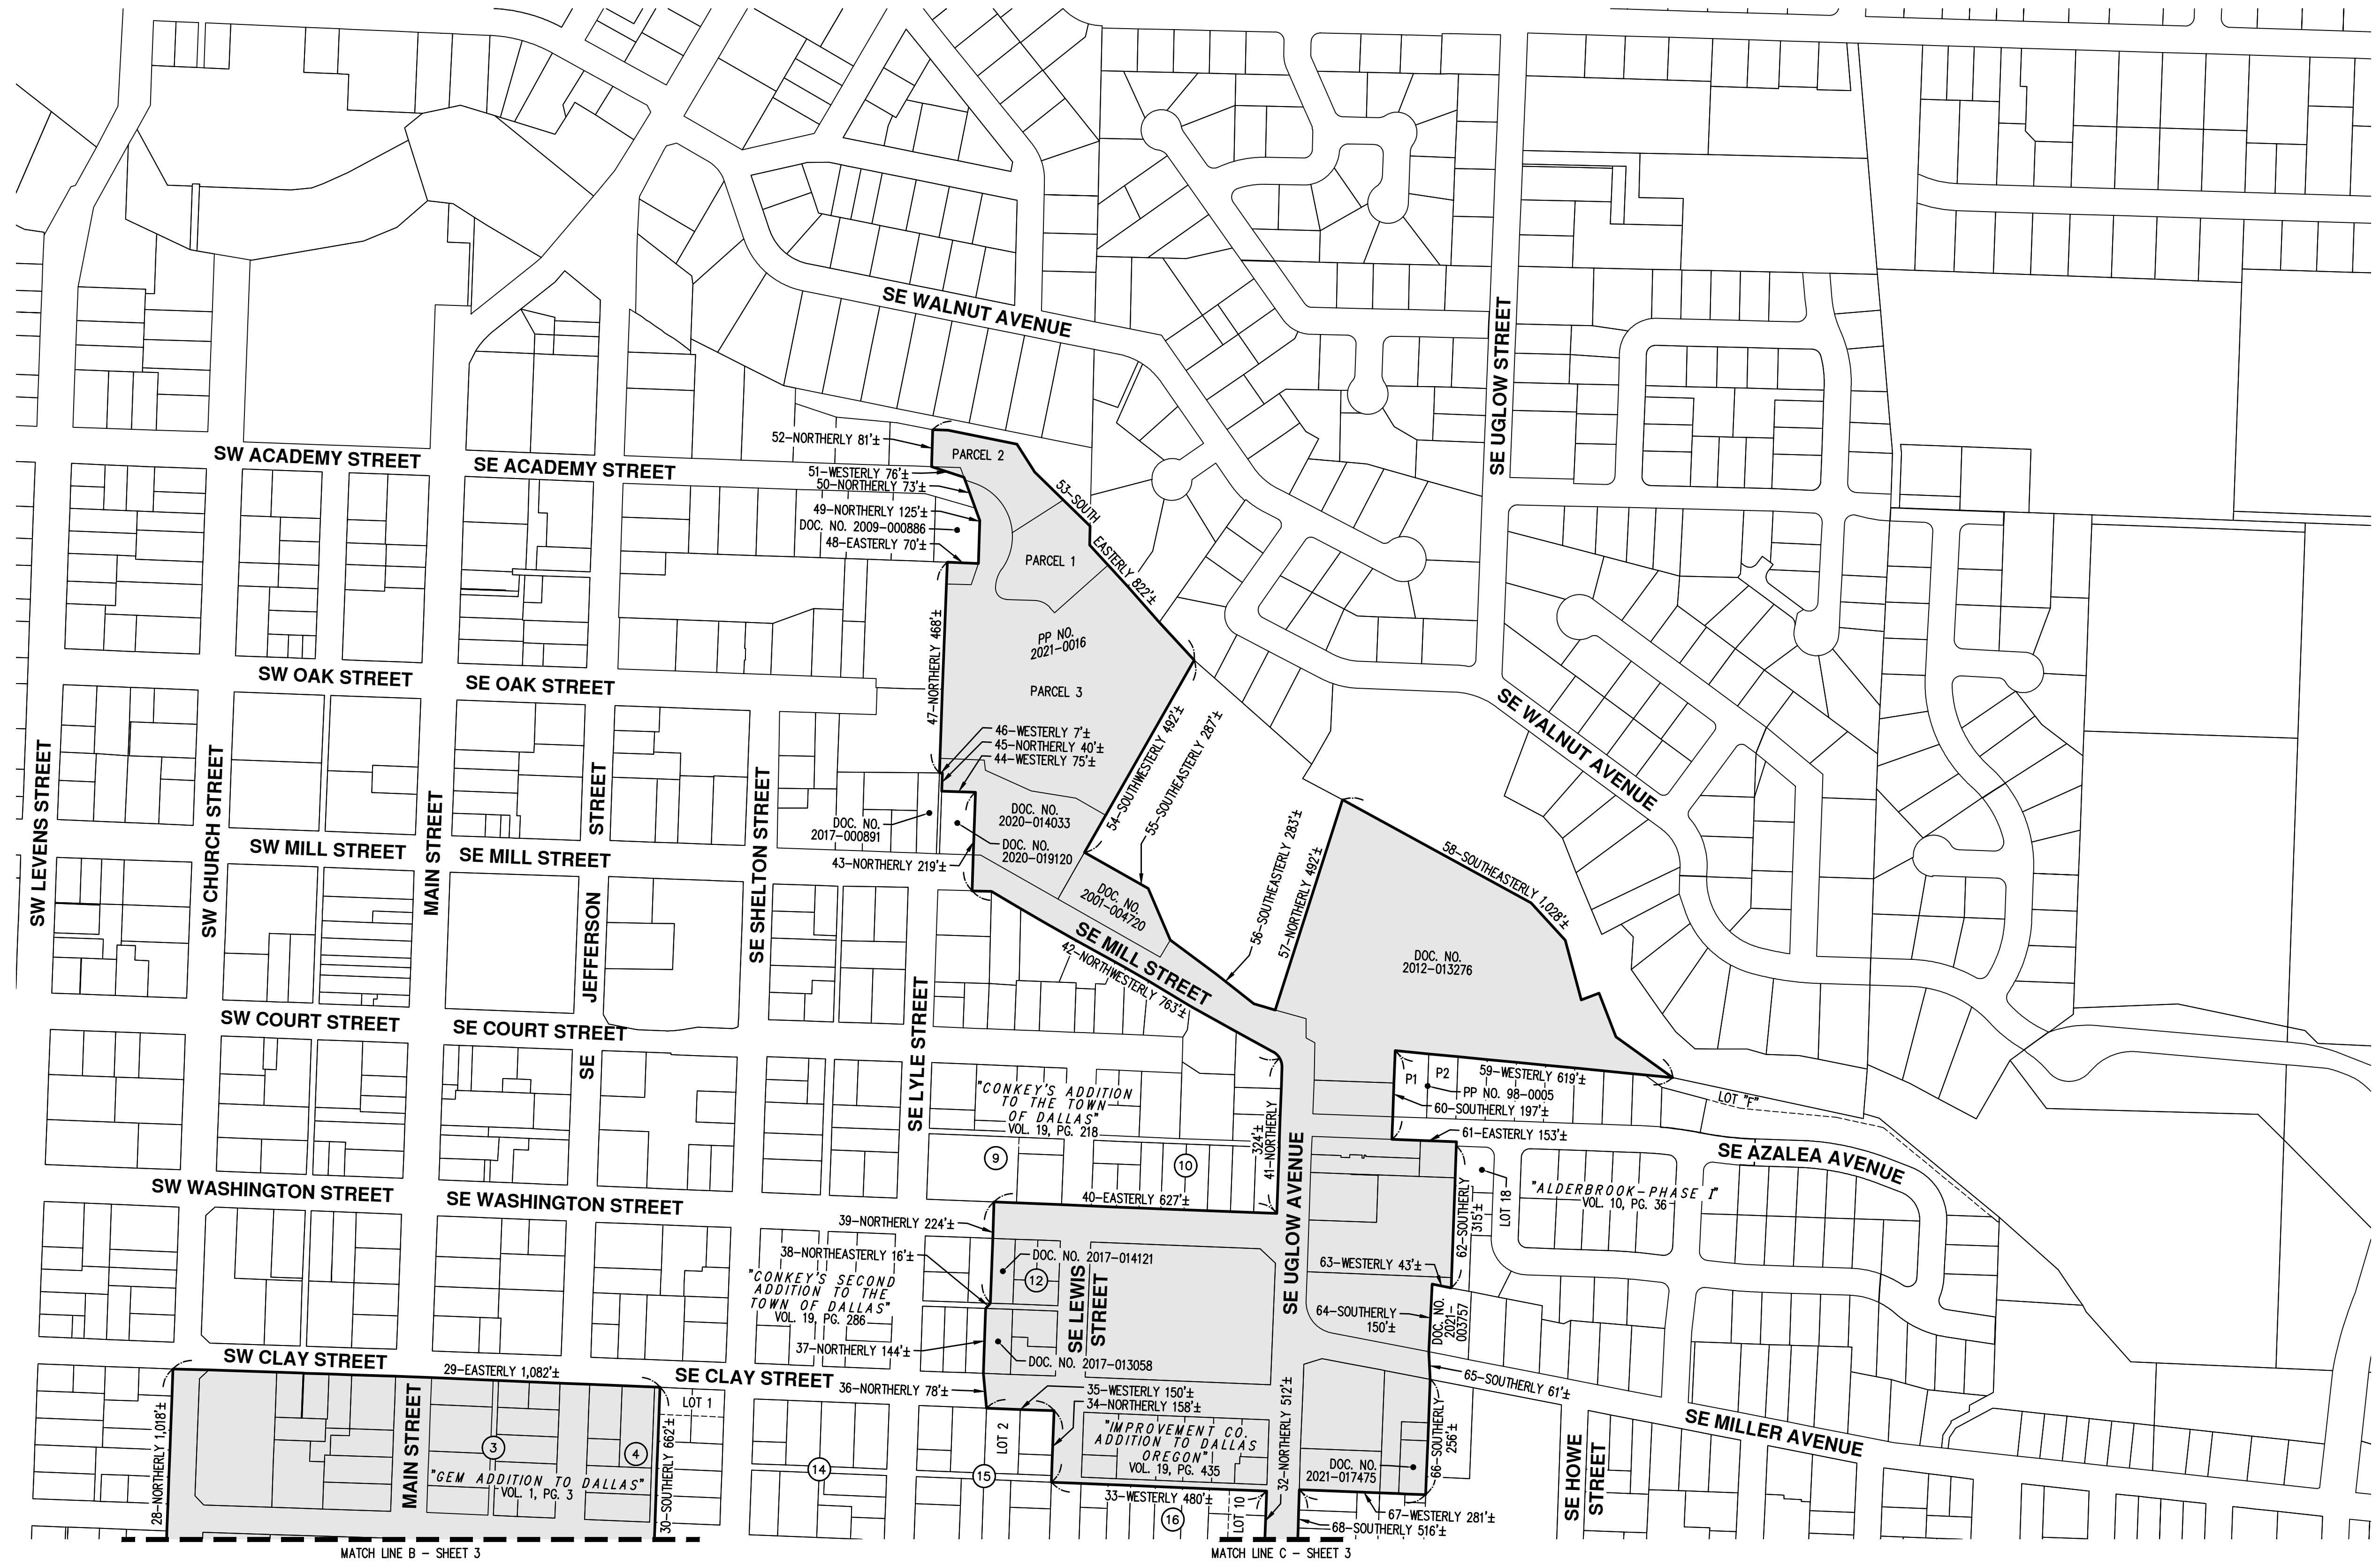 SE WALNUT AVENUE
SE UGLOW STREET
SW ACADEMY STREET
SE ACADEMY STREET
52-NORTHERLY 81'±
PARCEL 2
51-WESTERLY 76'±
50-NORTHERLY 73'±
49-NORTHERLY 125'±
DOC. NO. 2009-000886
48-EASTERLY 70'±
53-SOUTH
EASTERLY 822'±
PARCEL 1
PP NO.
2021-0016
PARCEL 3
47-NORTHERLY 468'±
SW OAK STREET
SE OAK STREET
46-WESTERLY 7'±
45-NORTHERLY 40'±
44-WESTERLY 75'±
54-SOUTHWESTERLY 492'±
55-SOUTHEASTERLY 287'±
SE WALNUT AVENUE
SW LEVENS STREET
SW CHURCH STREET
MAIN STREET
STREET
JEFFERSON
SE
SE SHELTON STREET
DOC. NO.
2017-000891
DOC. NO.
2020-014033
DOC. NO.
2020-019120
43-NORTHERLY 219'±
SW MILL STREET
SE MILL STREET
DOC. NO.
2001-004720
SE MILL STREET
42-NORTHWESTERLY 763'±
56-SOUTHEASTERLY 283'±
57-NORTHERLY 492'±
58-SOUTHEASTERLY 1,028'±
DOC. NO.
2012-013276
SW COURT STREET
SE COURT STREET
SE LYLE STREET
"CONKEY'S ADDITION
TO THE TOWN
OF DALLAS"
VOL. 19, PG. 218
9
10
41-NORTHERLY
324'±
SE UGLOW AVENUE
P1
P2
59-WESTERLY 619'±
PP NO. 98-0005
60-SOUTHERLY 197'±
61-EASTERLY 153'±
LOT "F"
SE AZALEA AVENUE
62-SOUTHERLY
315'±
LOT 18
"ALDERBROOK-PHASE I"
VOL. 10, PG. 36
SW WASHINGTON STREET
SE WASHINGTON STREET
40-EASTERLY 627'±
39-NORTHERLY 224'±
38-NORTHEASTERLY 16'±
DOC. NO. 2017-014121
12
"CONKEY'S SECOND
ADDITION TO THE
TOWN OF DALLAS"
VOL. 19, PG. 286
SE LEWIS
STREET
63-WESTERLY 43'±
64-SOUTHERLY
150'±
DOC. NO.
2021-
003757
37-NORTHERLY 144'±
DOC. NO. 2017-013058
SW CLAY STREET
29-EASTERLY 1,082'±
SE CLAY STREET
36-NORTHERLY 78'±
35-WESTERLY 150'±
34-NORTHERLY 158'±
65-SOUTHERLY 61'±
SE MILLER AVENUE
28-NORTHERLY 1,018'±
MAIN STREET
3
4
"GEM ADDITION TO DALLAS"
VOL. 1, PG. 3
LOT 1
30-SOUTHERLY 662'±
14
15
LOT 2
"IMPROVEMENT CO.
ADDITION TO DALLAS
OREGON"
VOL. 19, PG. 435
32-NORTHERLY 512'±
DOC. NO.
2021-017475
66-SOUTHERLY
256'±
SE HOWE
STREET
33-WESTERLY 480'±
16
LOT 10
67-WESTERLY 281'±
68-SOUTHERLY 516'±
MATCH LINE B - SHEET 3
MATCH LINE C - SHEET 3